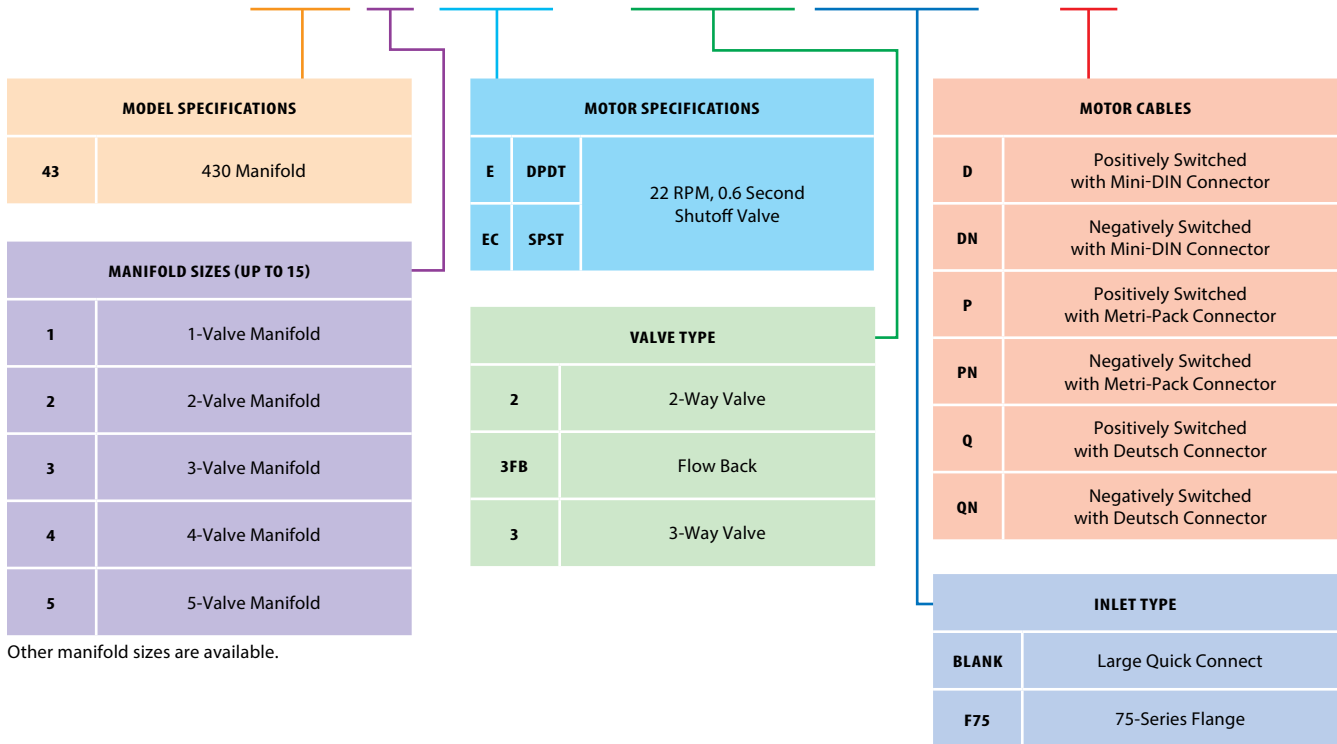 MODEL SPECIFICATIONS
43
430 Manifold
MANIFOLD SIZES (UP TO 15)
1
1-Valve Manifold
2
2-Valve Manifold
3
3-Valve Manifold
4
4-Valve Manifold
5
5-Valve Manifold
Other manifold sizes are available.
MOTOR SPECIFICATIONS
E
DPDT
EC
SPST
22 RPM, 0.6 Second
Shutoff Valve
VALVE TYPE
2
2-Way Valve
3FB
Flow Back
3
3-Way Valve
MOTOR CABLES
D
Positively Switched
with Mini-DIN Connector
DN
Negatively Switched
with Mini-DIN Connector
P
Positively Switched
with Metri-Pack Connector
PN
Negatively Switched
with Metri-Pack Connector
Q
Positively Switched
with Deutsch Connector
QN
Negatively Switched
with Deutsch Connector
INLET TYPE
BLANK
Large Quick Connect
F75
75-Series Flange